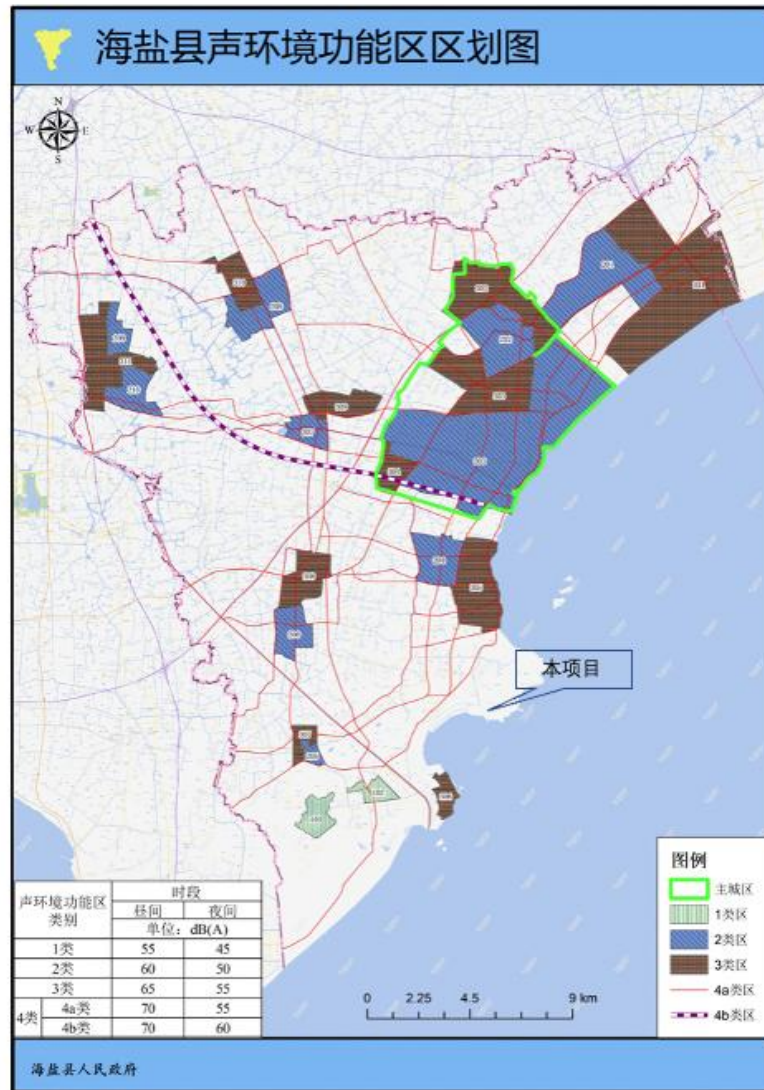 海盐县声环境功能区区划图
N
W E
S
本项目
图例
主城区
1类区
2类区
3类区
4a类区
4b类区
声环境功能区类别 时段
昼间 夜间
单位: dB(A)
1类 55 45
2类 60 50
3类 65 55
4类 4a类 70 55
4b类 70 60
0 2.25 4.5 9 km
海盐县人民政府